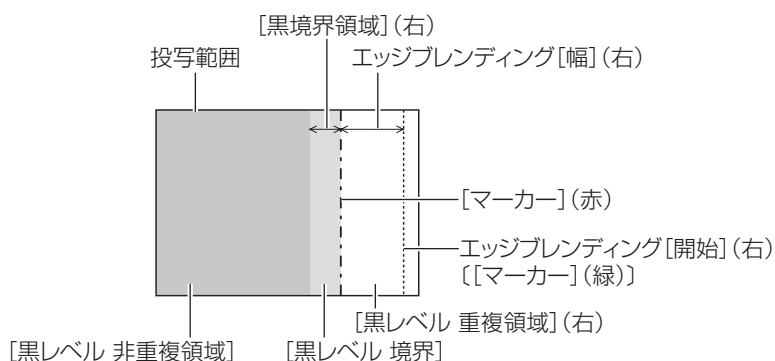 [黒境界領域](右)
投写範囲
エッジブレンディング[幅](右)
[マーカー](赤)
エッジブレンディング[開始](右)
〔[マーカー](緑)〕
[黒レベル 重複領域](右)
[黒レベル 非重複領域]
[黒レベル 境界]